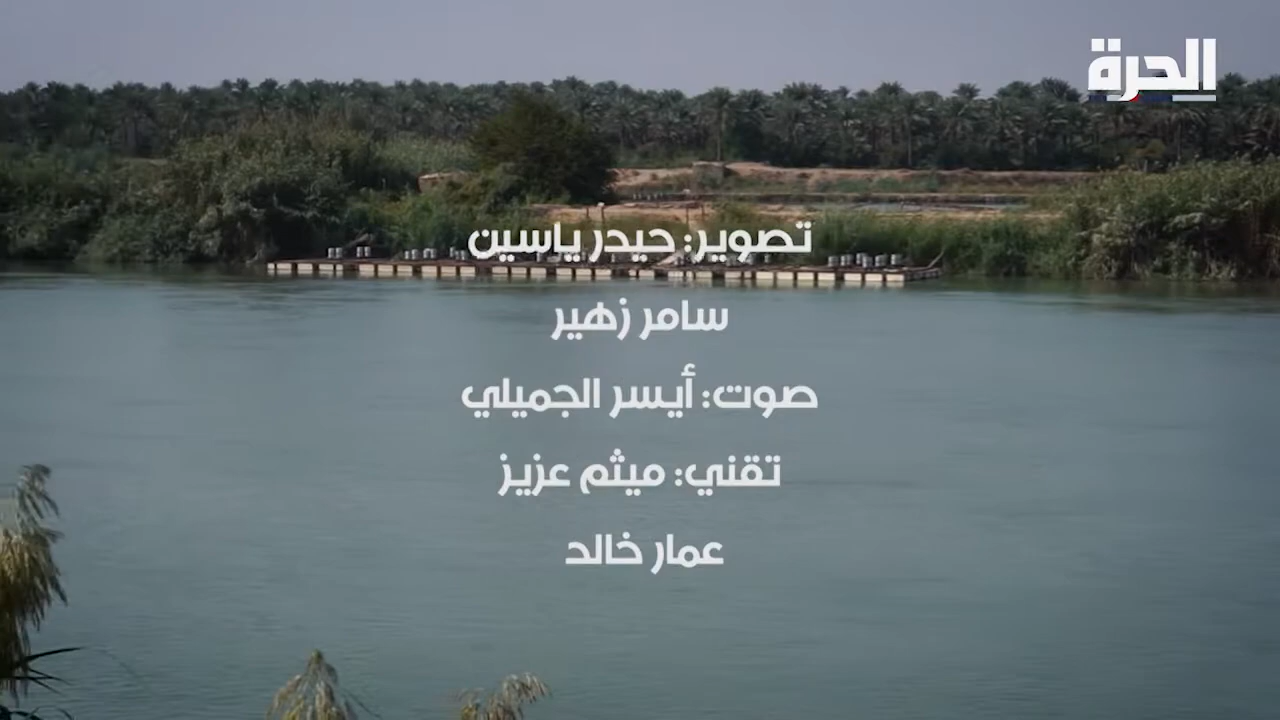 الحرة
تصوير: حيدر ياسين
سامر زهير
صوت: أيسر الجميلي
تقني: ميثم عزيز
عمار خالد